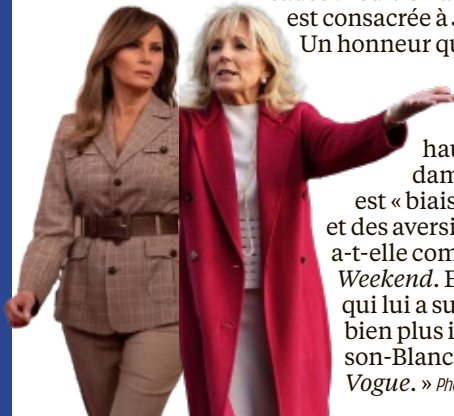 est consacrée à J
Un honneur qu
hau
dam
est « biais
et des aversi
a-t-elle com
Weekend. E
qui lui a su
bien plus i
son-Blanc
Vogue. » Pho